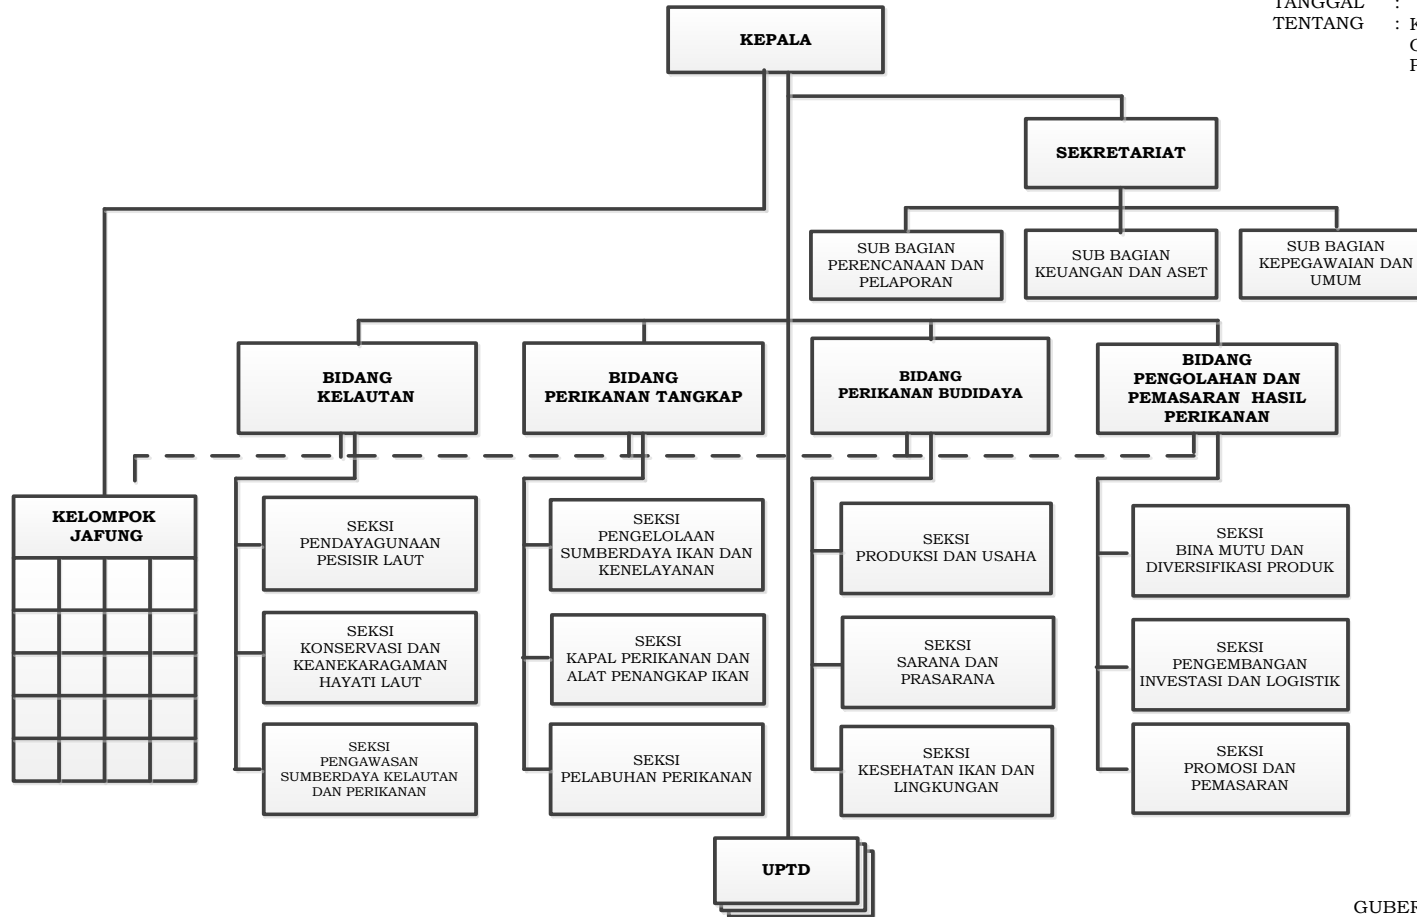 TANGGAL :
TENTANG :
KEPALA
SEKRETARIAT
SUB BAGIAN
PERENCANAAN DAN
PELAPORAN
SUB BAGIAN
KEUANGAN DAN ASET
SUB BAGIAN
KEPEGAWAIAN DAN
UMUM
BIDANG
KELAUTAN
BIDANG
PERIKANAN TANGKAP
BIDANG
PERIKANAN BUDIDAYA
BIDANG
PENGOLAHAN DAN
PEMASARAN HASIL
PERIKANAN
KELOMPOK
JAFUNG
SEKSI
PENDAYAGUNAAN
PESISIR LAUT
SEKSI
KONSERVASI DAN
KEANEKARAGAMAN
HAYATI LAUT
SEKSI
PENGAWASAN
SUMBERDAYA KELAUTAN
DAN PERIKANAN
SEKSI
PENGELOLAAN
SUMBERDAYA IKAN DAN
KENELAYANAN
SEKSI
KAPAL PERIKANAN DAN
ALAT PENANGKAP IKAN
SEKSI
PELABUHAN PERIKANAN
SEKSI
PRODUKSI DAN USAHA
SEKSI
SARANA DAN
PRASARANA
SEKSI
KESEHATAN IKAN DAN
LINGKUNGAN
SEKSI
BINA MUTU DAN
DIVERSIFIKASI PRODUK
SEKSI
PENGEMBANGAN
INVESTASI DAN LOGISTIK
SEKSI
PROMOSI DAN
PEMASARAN
UPTD
GUBER